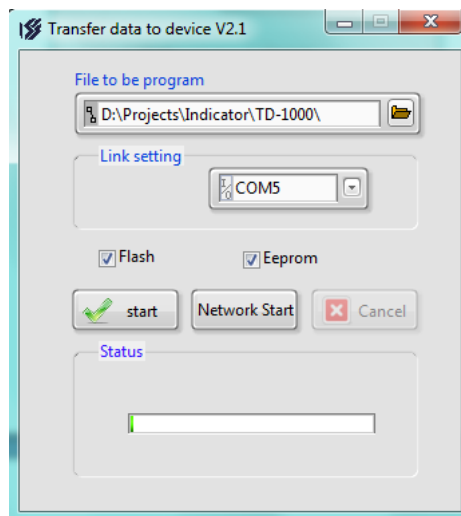 Transfer data to device V2.1
File to be program
D:\Projects\Indicator\TD-1000\
Link setting
I/O COM5
Flash Eeprom
start Network Start Cancel
Status